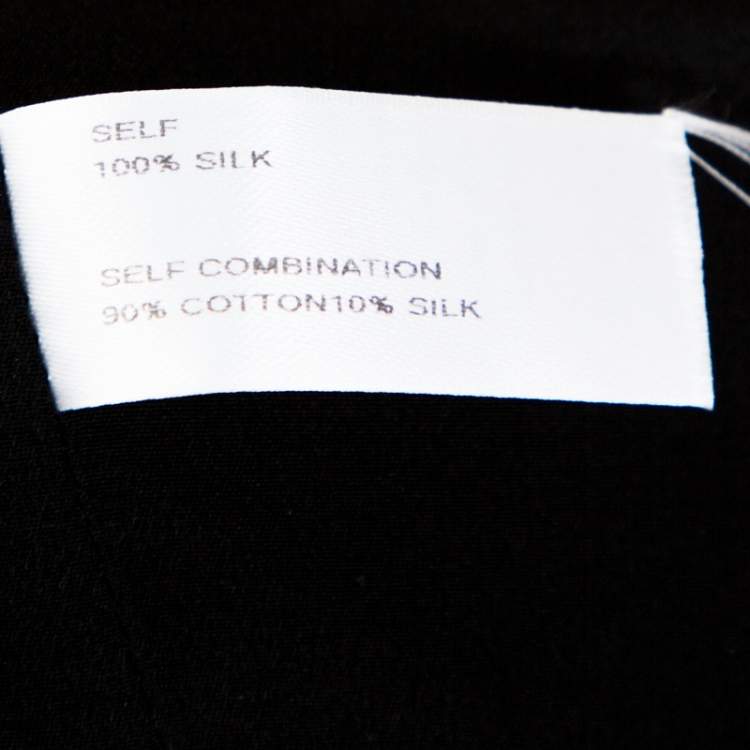 SELF
100% SILK
SELF COMBINATION
90% COTTON10% SILK